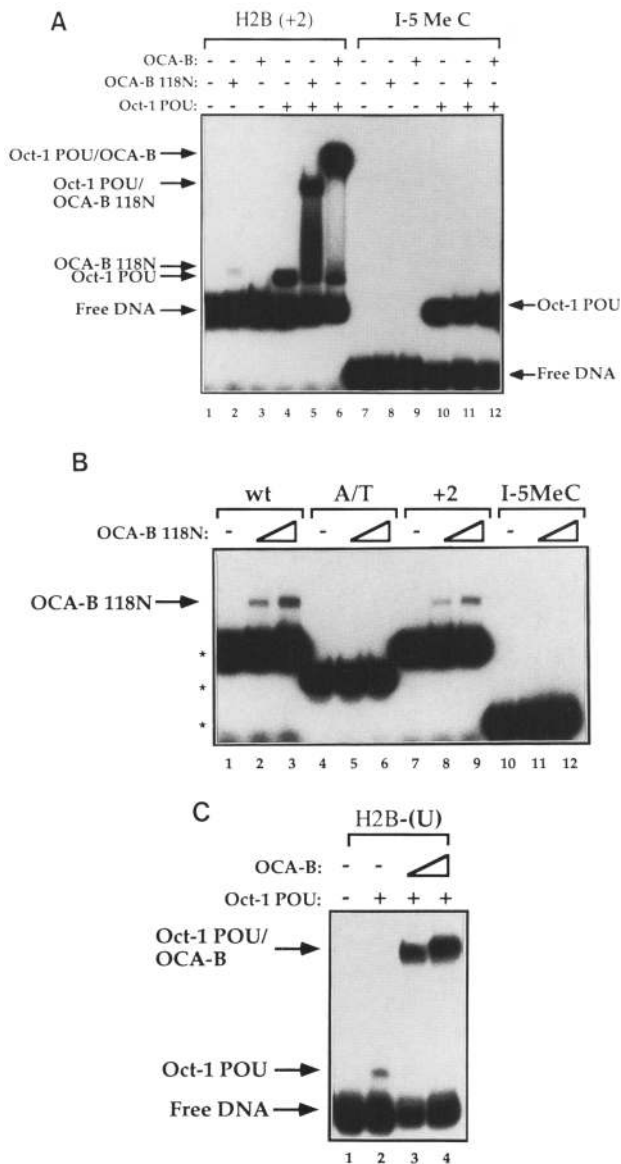 A
H2B (+2) I-5 Me C
OCA-B: - - + - - + - - + - - +
OCA-B 118N: - + - - + - - + - - + -
Oct-1 POU: - - - + + + - - - + + +
Oct-1 POU/OCA-B
Oct-1 POU/
OCA-B 118N
OCA-B 118N
Oct-1 POU
Free DNA
Oct-1 POU
Free DNA
1 2 3 4 5 6 7 8 9 10 11 12
B
wt A/T +2 I-5MeC
OCA-B 118N: - - - -
OCA-B 118N
*
*
*
1 2 3 4 5 6 7 8 9 10 11 12
C
H2B-(U)
OCA-B: - -
Oct-1 POU: - + + +
Oct-1 POU/
OCA-B
Oct-1 POU
Free DNA
1 2 3 4